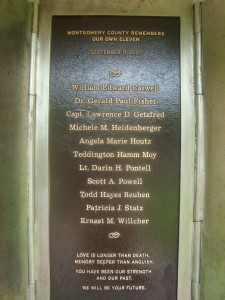 MONTGOMERY COUNTY REMEMBERS
OUR OWN ELEVEN
SEPTEMBER 11, 2001
William Edward Caswell
Dr. Gerald Paul Fisher
Capt. Lawrence D. Getzfred
Michele M. Heidenberger
Angela Marie Houtz
Teddington Hamm Moy
Lt. Darin H. Pontell
Scott A. Powell
Todd Hayes Reuben
Patricia J. Statz
Ernest M. Willcher
LOVE IS LONGER THAN DEATH,
MEMORY DEEPER THAN ANGUISH.
YOU HAVE BEEN OUR STRENGTH
AND OUR PAST.
WE WILL BE YOUR FUTURE.